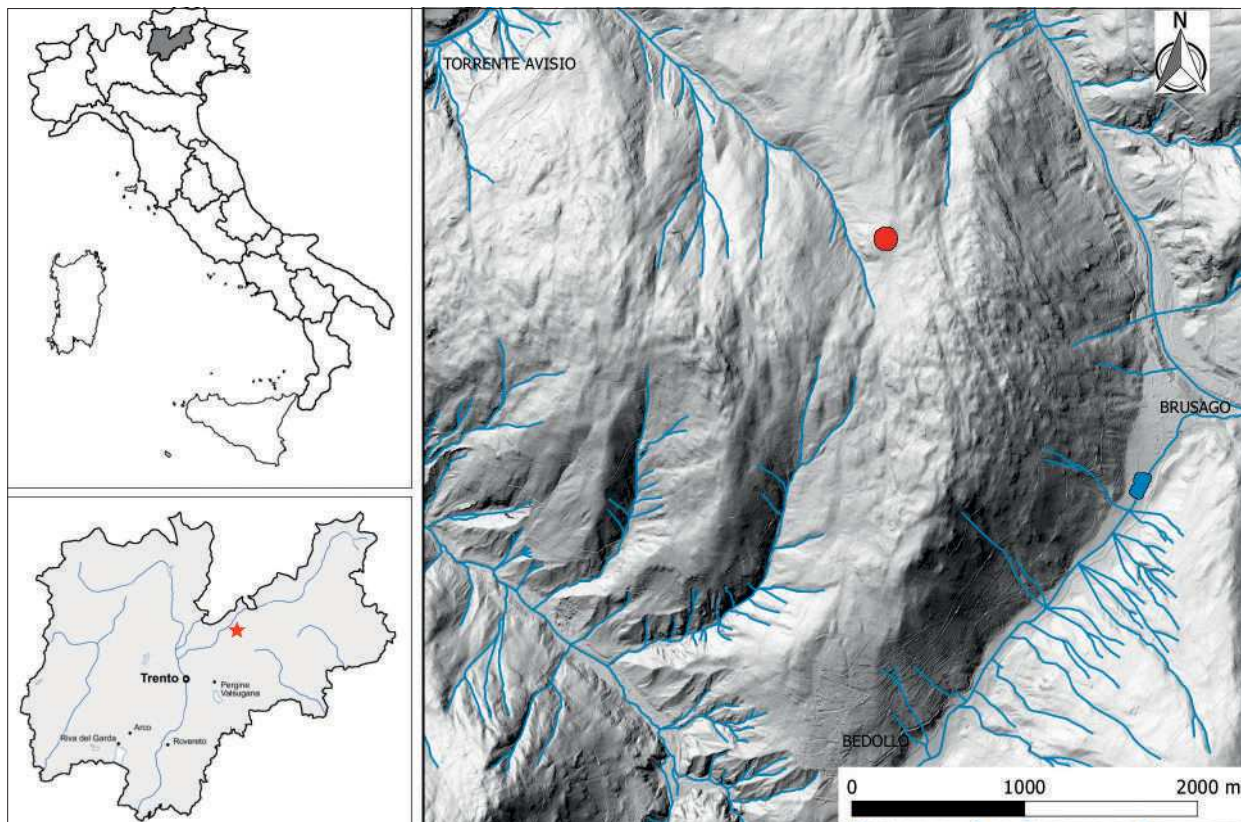 N
TORRENTE AVISIO
BRUSAGO
BEDOLLO
0 1000 2000 m
Trento
Pergine
Valsugana
Arco
Riva del Garda
Rovereto